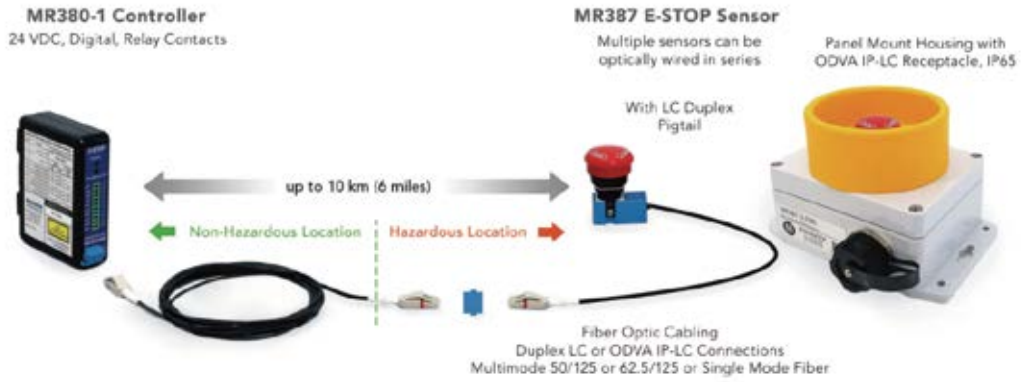 MR380-1 Controller
24 VDC, Digital, Relay Contacts
MR387 E-STOP Sensor
Multiple sensors can be
optically wired in series
Panel Mount Housing with
ODVA IP-LC Receptacle, IP65
With LC Duplex
Pigtail
up to 10 km (6 miles)
Non-Hazardous Location
Hazardous Location
Fiber Optic Cabling
Duplex LC or ODVA IP-LC Connections
Multimode 50/125 or 62.5/125 or Single Mode Fiber